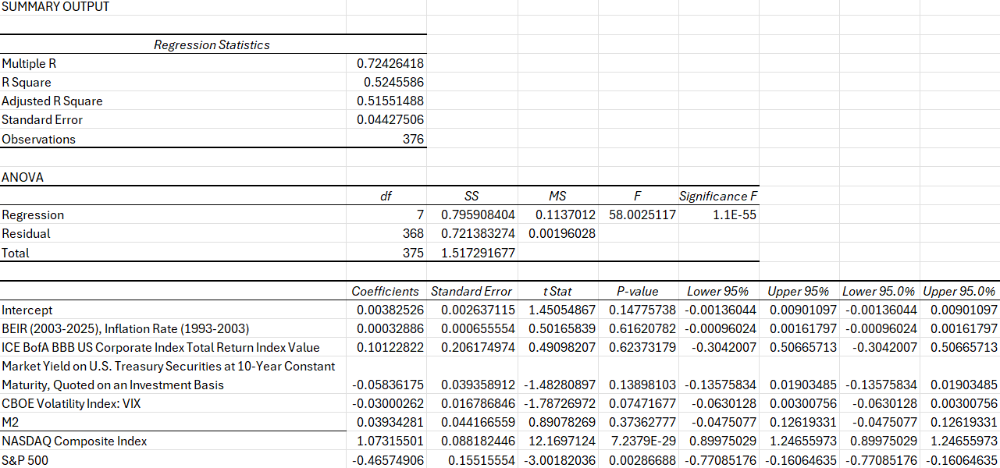 SUMMARY OUTPUT
Regression Statistics
Multiple R 0.72426418
R Square 0.5245586
Adjusted R Square 0.51551488
Standard Error 0.04427506
Observations 376
ANOVA
df SS MS F Significance F
Regression 7 0.795908404 0.1137012 58.0025117 1.1E-55
Residual 368 0.721383274 0.00196028
Total 375 1.517291677
Coefficients Standard Error t Stat P-value Lower 95% Upper 95% Lower 95.0% Upper 95.0%
Intercept 0.00382526 0.002637115 1.45054867 0.14775738 -0.00136044 0.00901097 -0.00136044 0.00901097
BEIR (2003-2025), Inflation Rate (1993-2003) 0.00032886 0.000655554 0.50165839 0.61620782 -0.00096024 0.00161797 -0.00096024 0.00161797
ICE BofA BBB US Corporate Index Total Return Index Value 0.10122822 0.206174974 0.49098207 0.62373179 -0.3042007 0.50665713 -0.3042007 0.50665713
Market Yield on U.S. Treasury Securities at 10-Year Constant
Maturity, Quoted on an Investment Basis -0.05836175 0.039358912 -1.48280897 0.13898103 -0.13575834 0.01903485 -0.13575834 0.01903485
CBOE Volatility Index: VIX -0.03000262 0.016786846 -1.78726972 0.07471677 -0.0630128 0.00300756 -0.0630128 0.00300756
M2 0.03934281 0.044166559 0.89078269 0.37362777 -0.0475077 0.12619331 -0.0475077 0.12619331
NASDAQ Composite Index 1.07315501 0.088182446 12.1697124 7.2379E-29 0.89975029 1.24655973 0.89975029 1.24655973
S&P 500 -0.46574906 0.15515554 -3.00182036 0.00286688 -0.77085176 -0.16064635 -0.77085176 -0.16064635